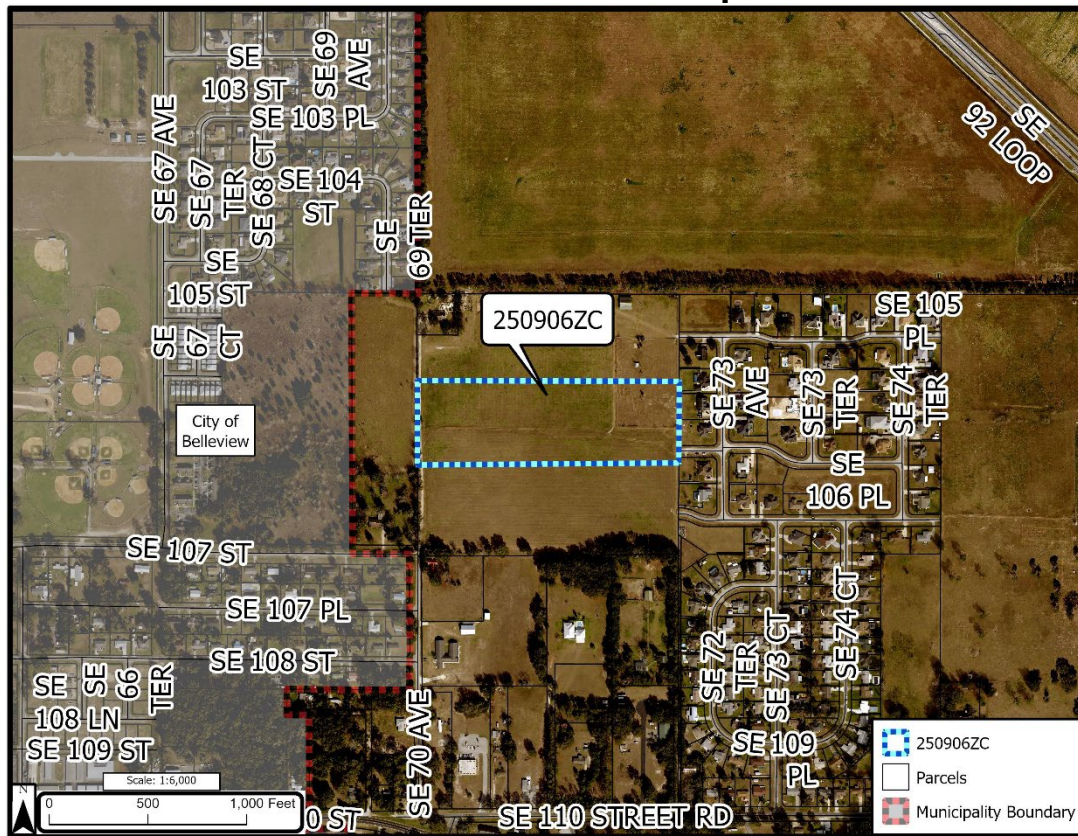 SE
103 ST
SE 69
AVE
SE 103 PL
SE 67 AVE
SE 67
TER
SE 68 CT
SE 104
ST
SE
69 TER
SE
105 ST
SE
67
CT
SE
92 LOOP
250906ZC
SE 105
PL
SE 73
AVE
SE 73
TER
SE 74
TER
SE
106 PL
City of
Belleview
SE 107 ST
SE 107 PL
SE 108 ST
SE
66
TER
SE
108 LN
SE 109 ST
SE 70 AVE
SE 72
TER
SE 73 CT
SE 74 CT
SE 109
PL
SE 110 STREET RD
0 ST
N
Scale: 1:6,000
0 500 1,000 Feet
250906ZC
Parcels
Municipality Boundary